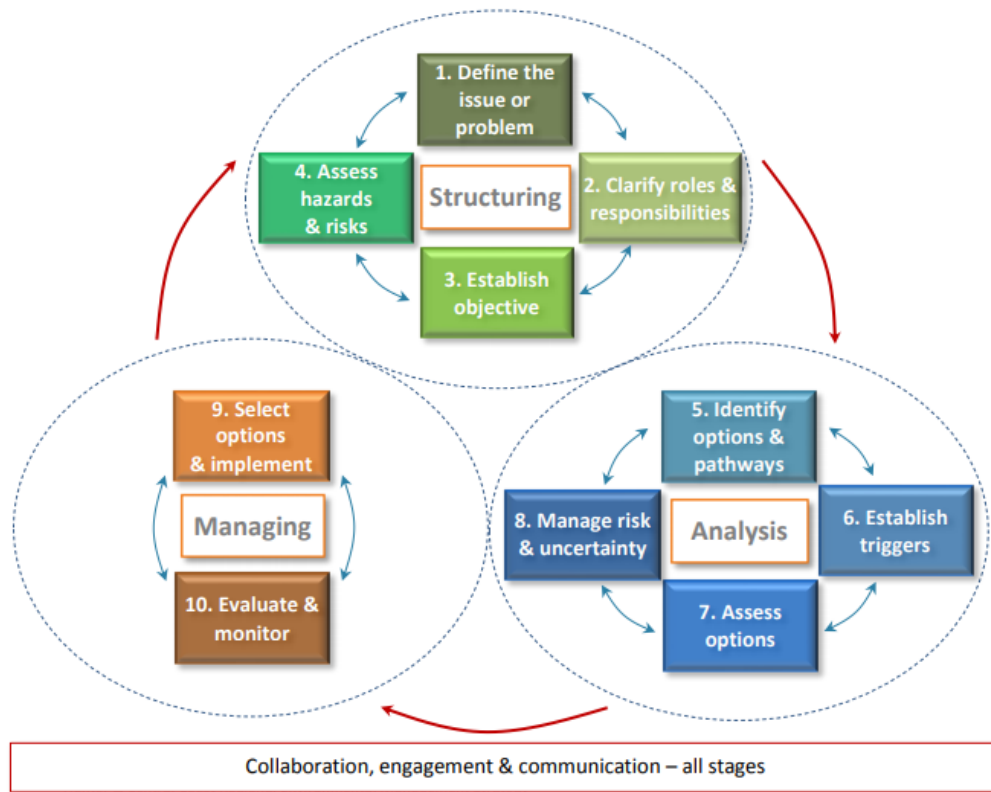 1. Define the
issue or
problem
4. Assess
hazards
& risks
Structuring
2. Clarify roles &
responsibilities
3. Establish
objective
5. Identify
options &
pathways
8. Manage risk
& uncertainty
Analysis
6. Establish
triggers
7. Assess
options
9. Select
options
& implement
Managing
10. Evaluate &
monitor
Collaboration, engagement & communication – all stages